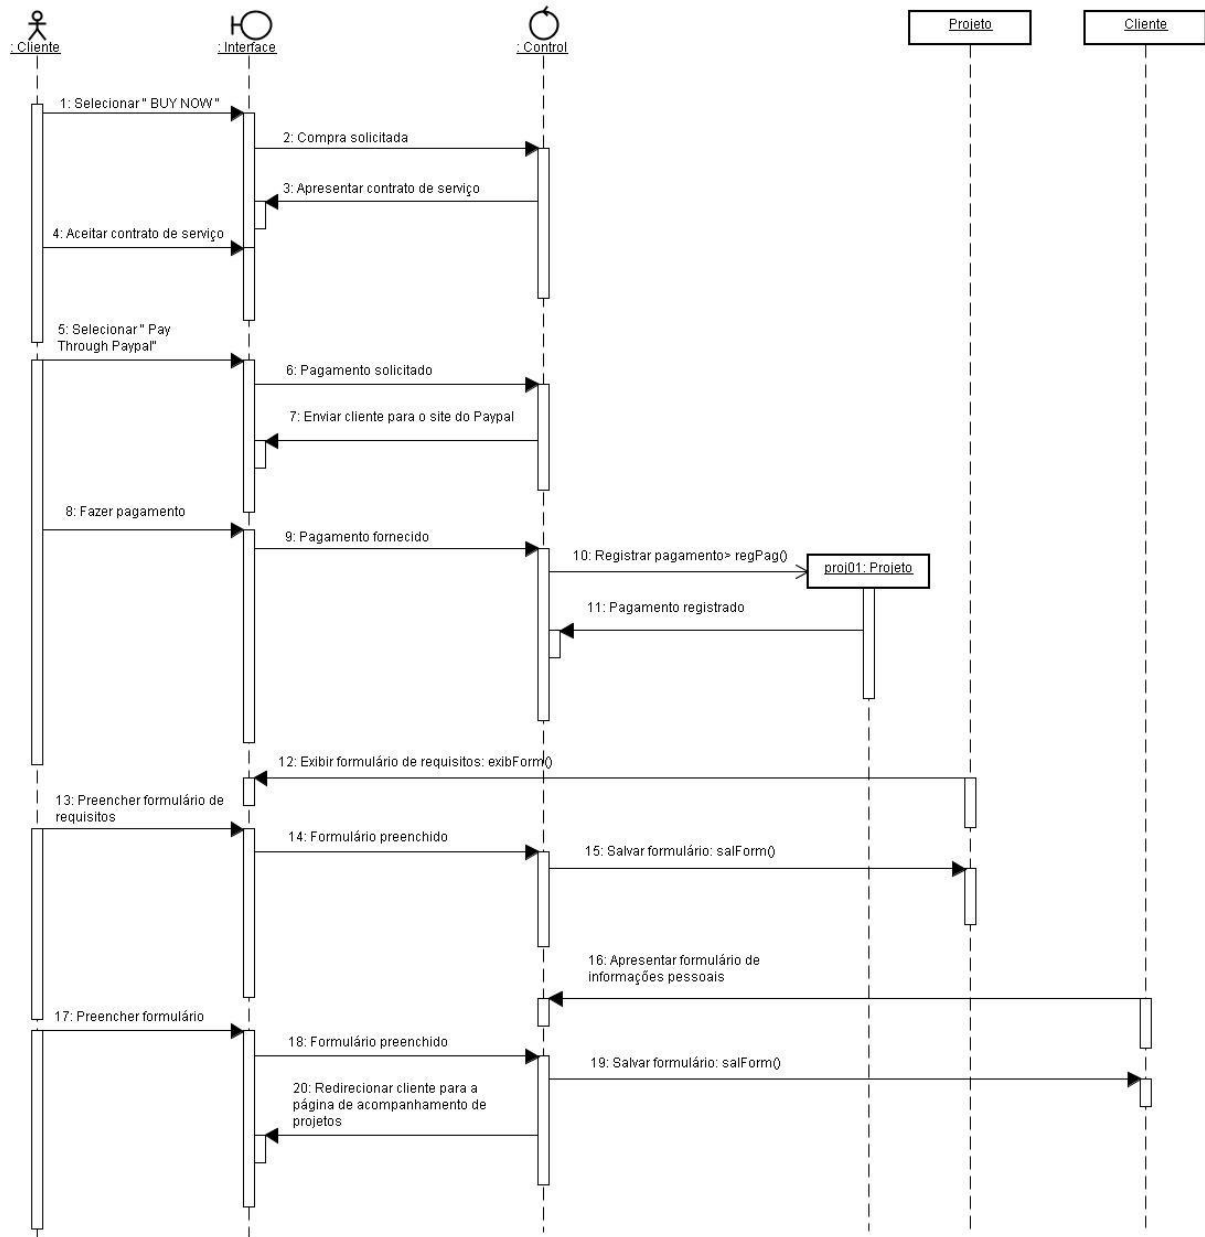 : Cliente
: Interface
: Control
Projeto
Cliente
1: Selecionar " BUY NOW "
2: Compra solicitada
3: Apresentar contrato de serviço
4: Aceitar contrato de serviço
5: Selecionar " Pay
Through Paypal"
6: Pagamento solicitado
7: Enviar cliente para o site do Paypal
8: Fazer pagamento
9: Pagamento fornecido
10: Registrar pagamento> regPag()
proj01: Projeto
11: Pagamento registrado
12: Exibir formulário de requisitos: exibForm()
13: Preencher formulário de
requisitos
14: Formulário preenchido
15: Salvar formulário: salForm()
16: Apresentar formulário de
informações pessoais
17: Preencher formulário
18: Formulário preenchido
19: Salvar formulário: salForm()
20: Redirecionar cliente para a
página de acompanhamento de
projetos